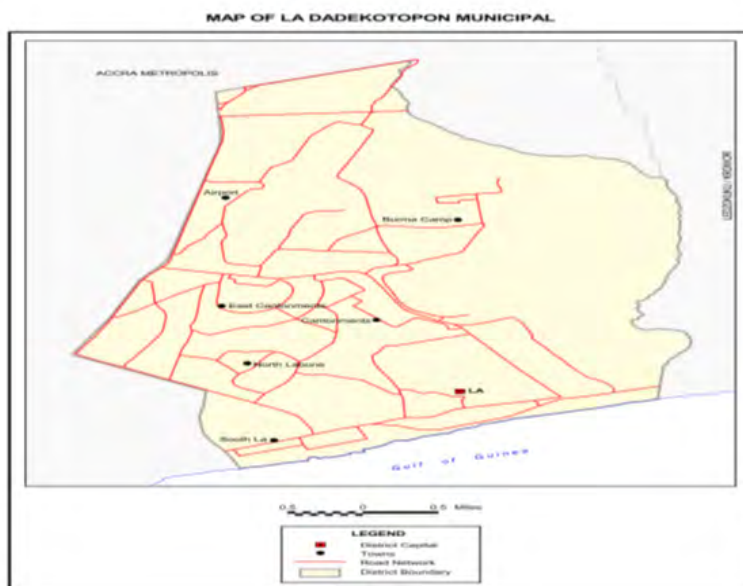 MAP OF LA DADEKOTOPON MUNICIPAL
ACCRA METROPOLIS
Airport
Burma Camp
East Cantonments
Cantonments
North Labone
LA
South La
Gulf of Guinea
0.5 0 0.5 Miles
LEGEND
District Capital
Towns
Road Network
District Boundary